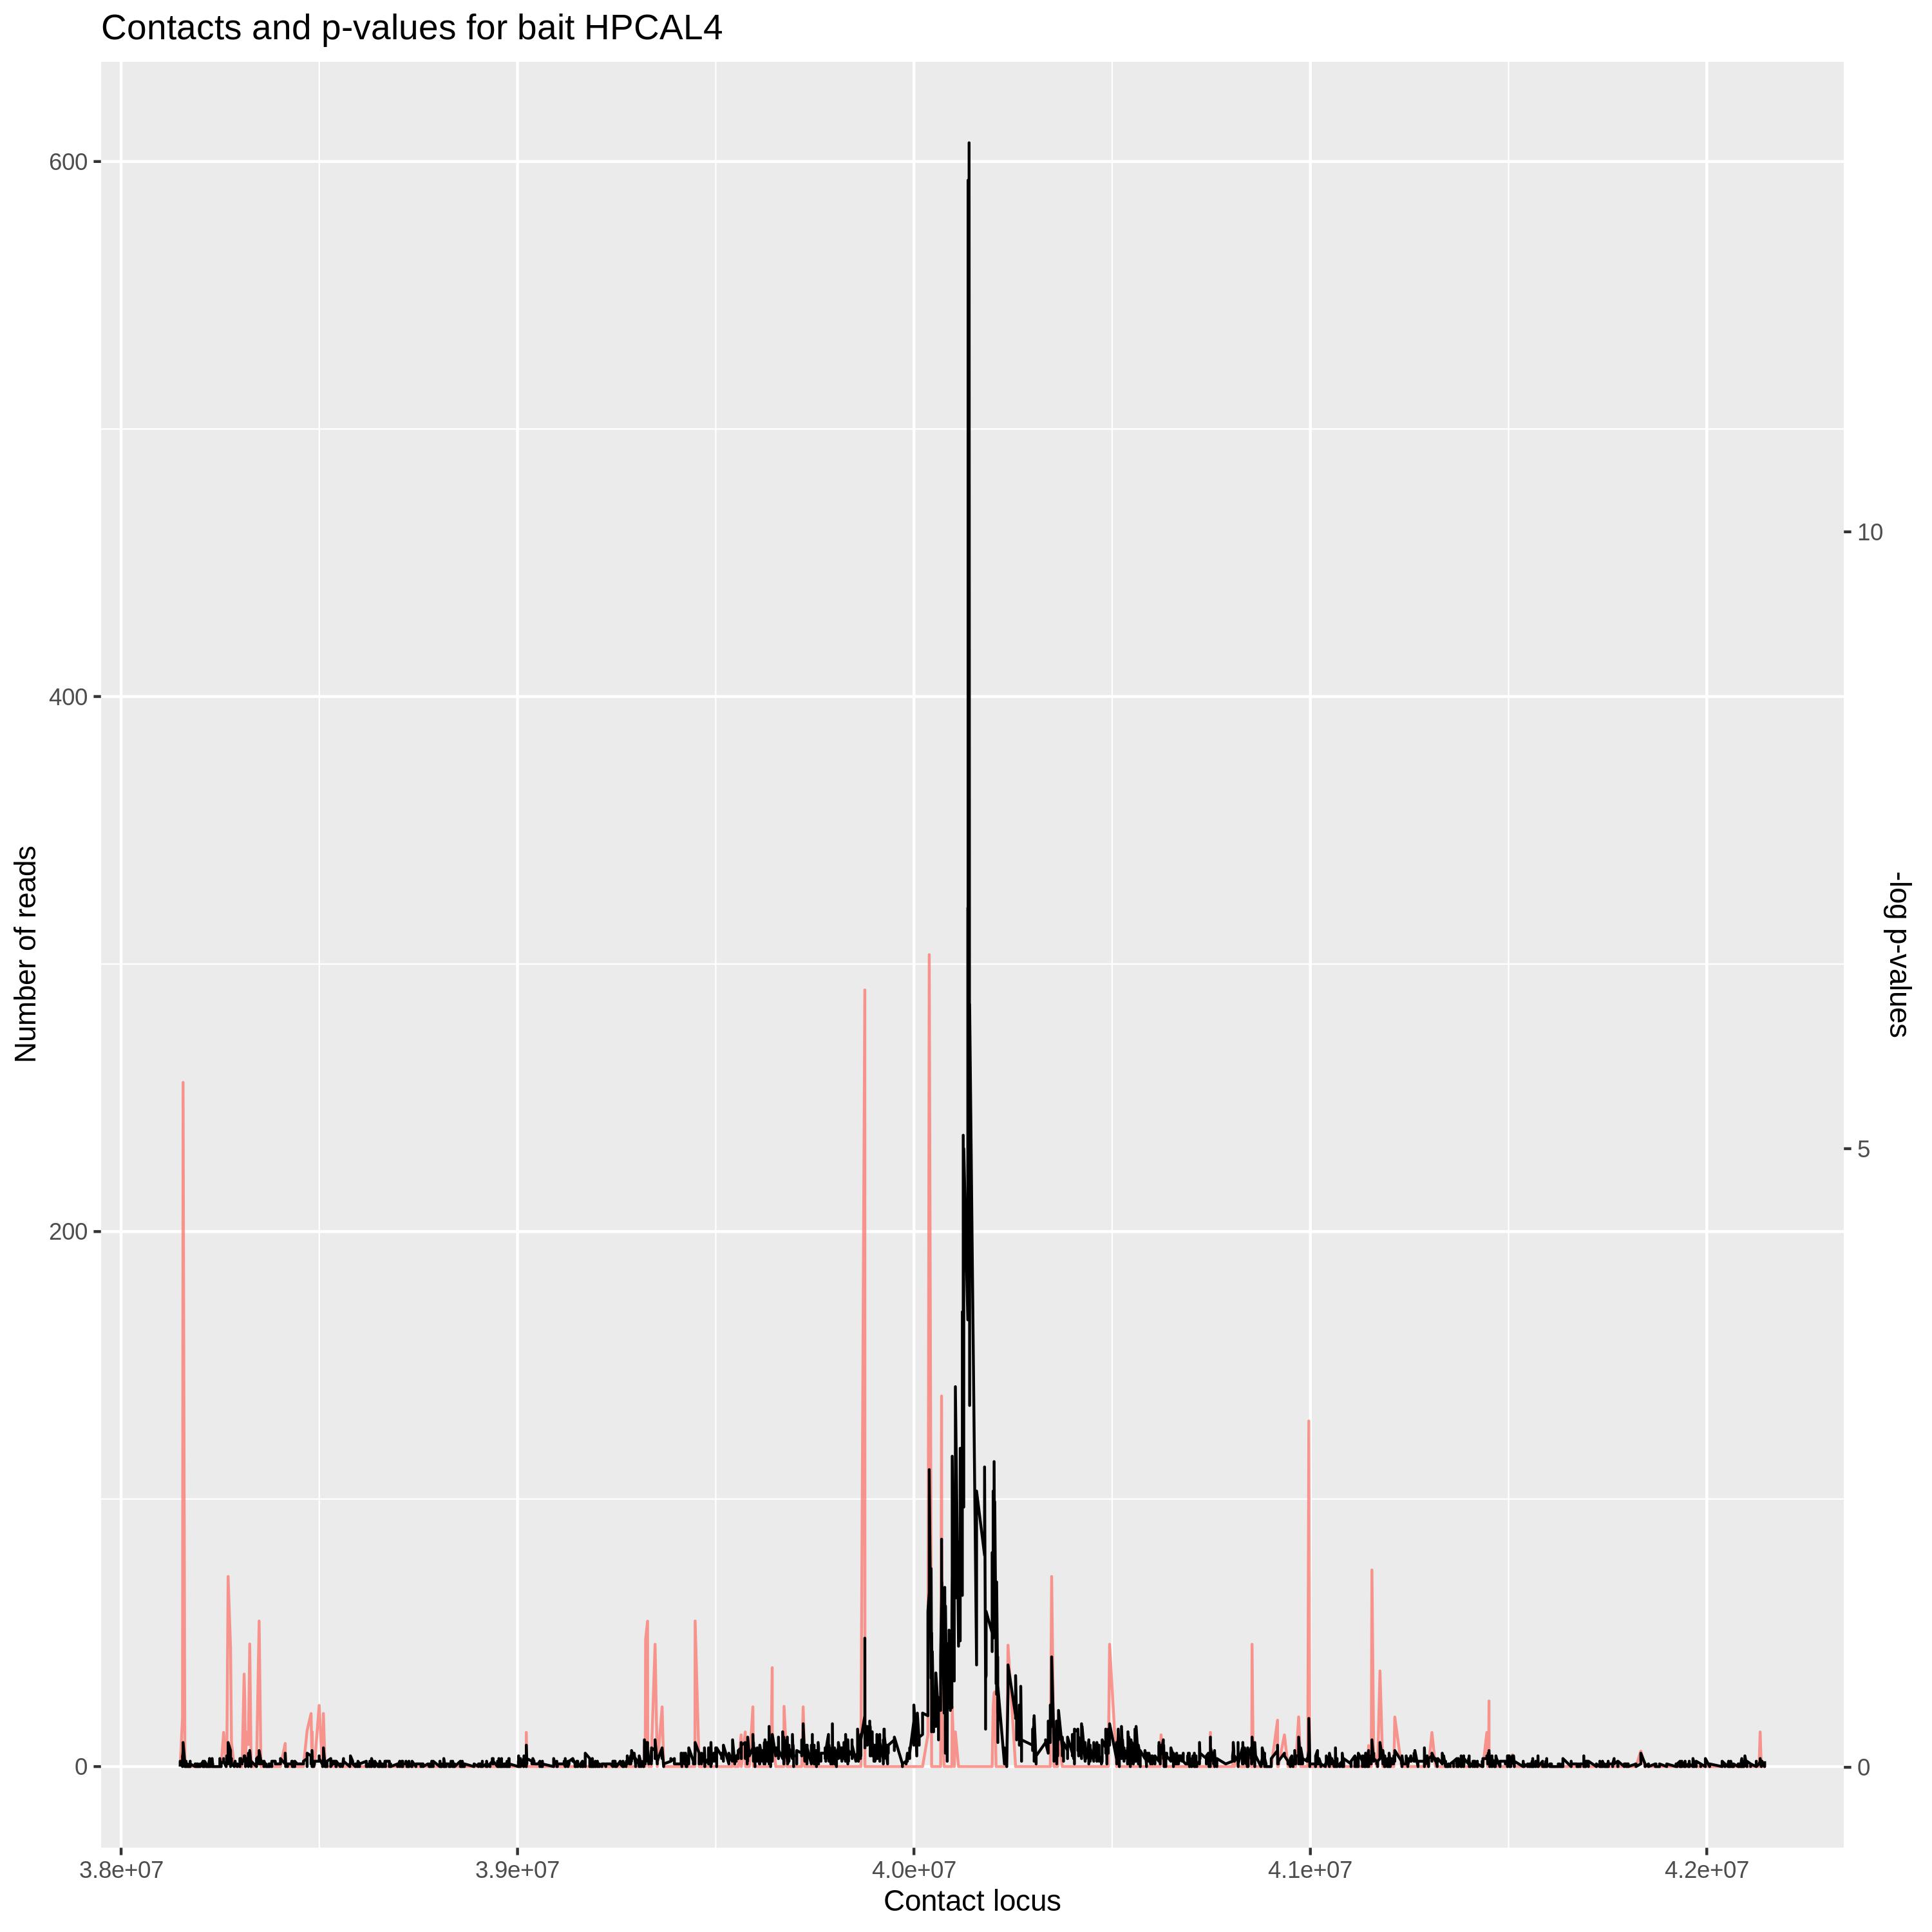 Contacts and p-values for bait HPCAL4
600
400
200
0
Number of reads
10
5
0
-log p-values
3.8e+07 3.9e+07 4.0e+07 4.1e+07 4.2e+07
Contact locus